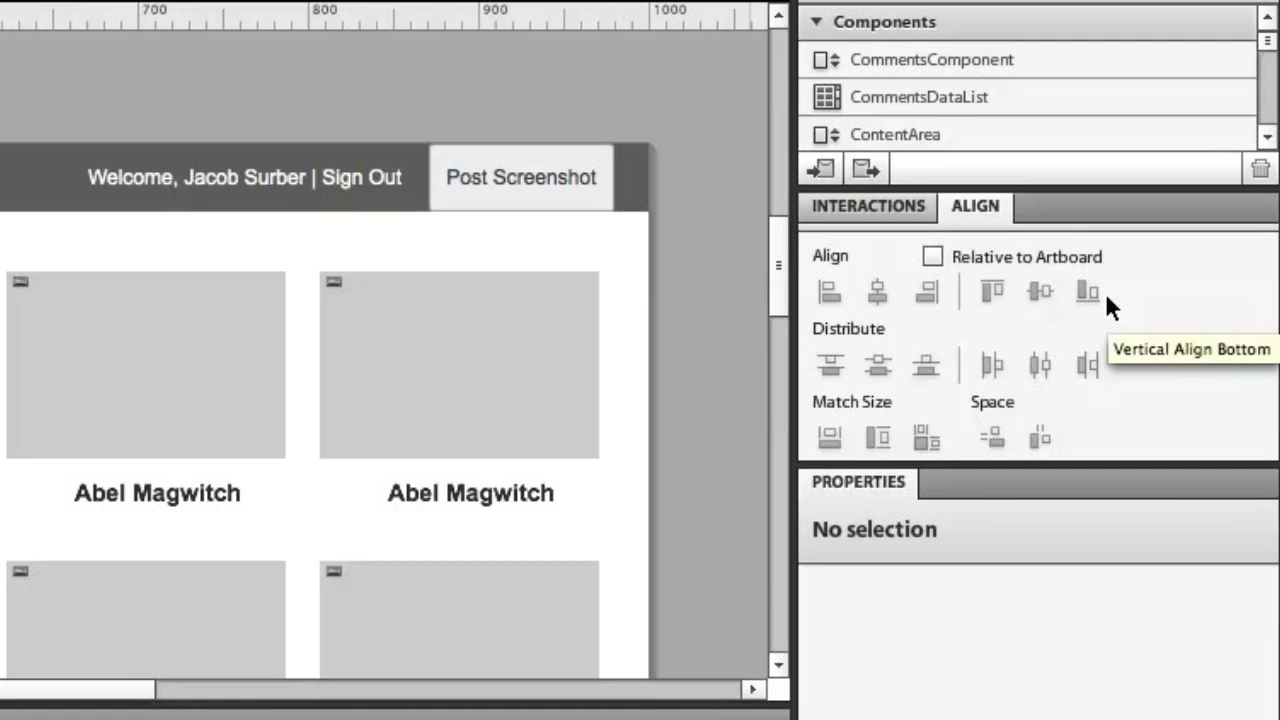 700 800 900 1000
Components
CommentsComponent
CommentsDataList
ContentArea
Welcome, Jacob Surber | Sign Out
Post Screenshot
INTERACTIONS ALIGN
Align
Relative to Artboard
Distribute
Vertical Align Bottom
Match Size
Space
Abel Magwitch
Abel Magwitch
PROPERTIES
No selection